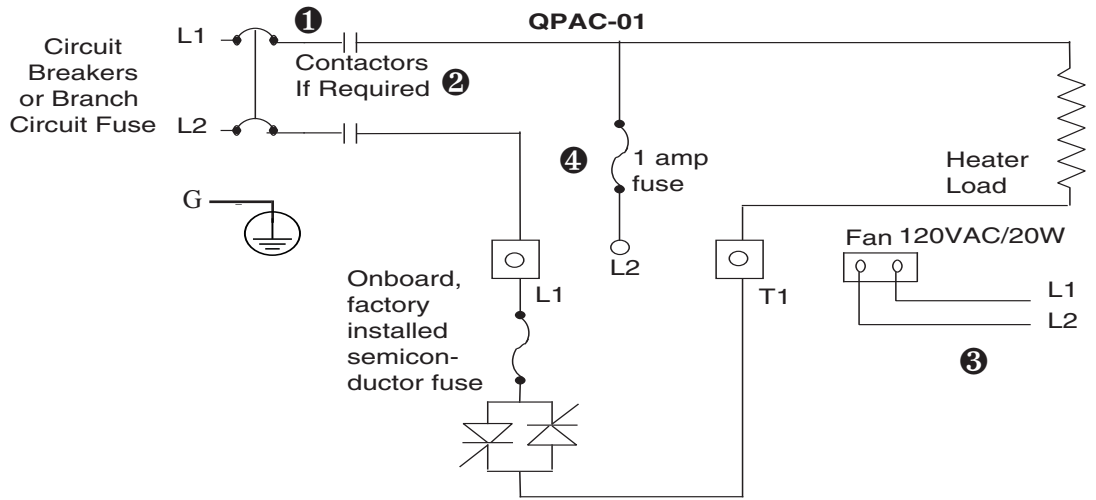 QPAC-01
❶
L1
Circuit
Breakers
or Branch
Circuit Fuse
L2
Contactors
If Required ❷
❹
1 amp
fuse
L2
Heater
Load
G
Onboard,
factory
installed
semicon-
ductor fuse
L1
T1
Fan 120VAC/20W
L1
L2
❸